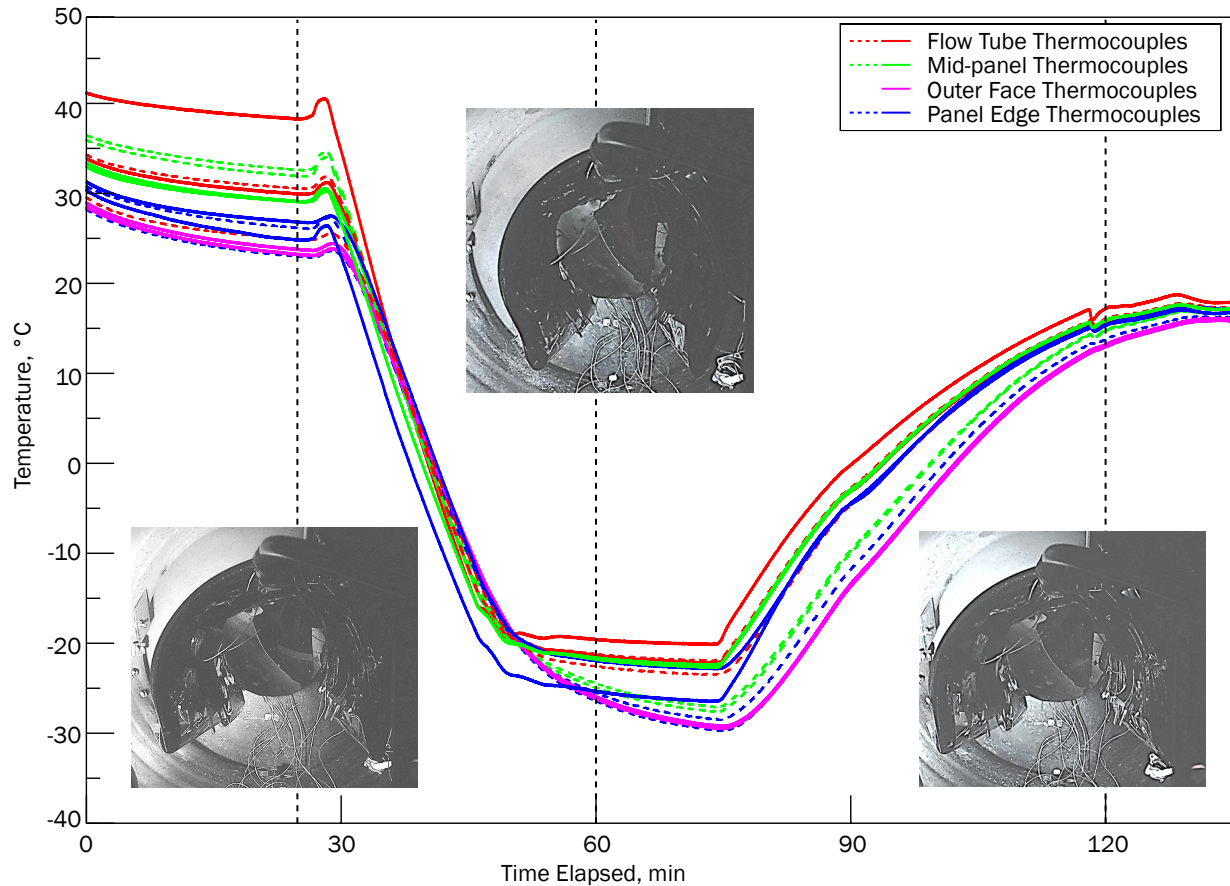 50
40
30
20
10
0
-10
-20
-30
-40
Temperature, °C
Flow Tube Thermocouples
Mid-panel Thermocouples
Outer Face Thermocouples
Panel Edge Thermocouples
0
30
60
90
120
Time Elapsed, min